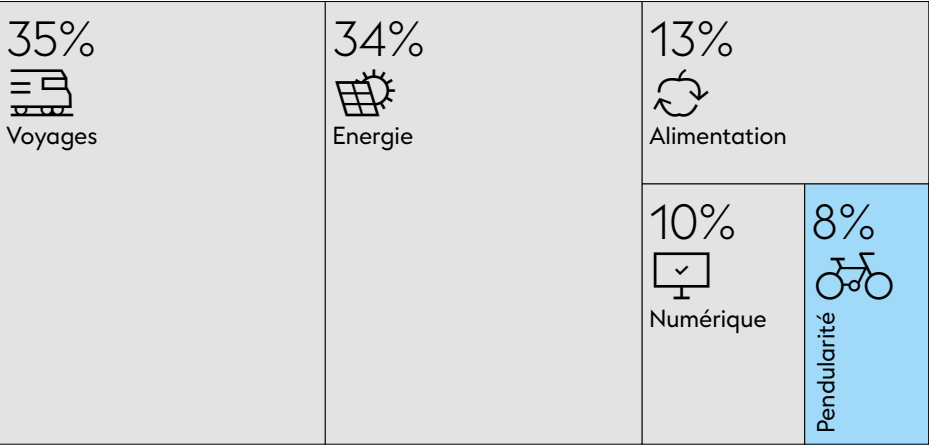 35%
Voyages
34%
Energie
13%
Alimentation
10%
Numérique
8%
Pendularité